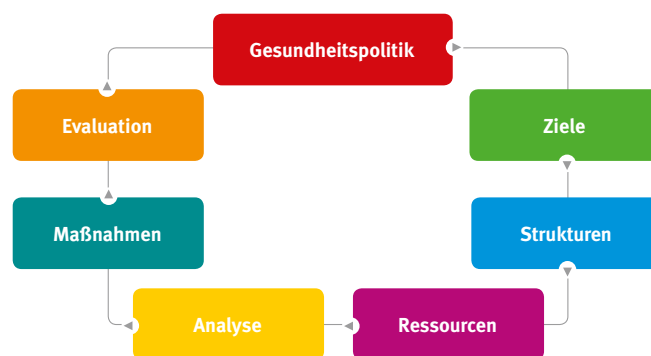 Gesundheitspolitik
Evaluation
Ziele
Maßnahmen
Strukturen
Analyse
Ressourcen